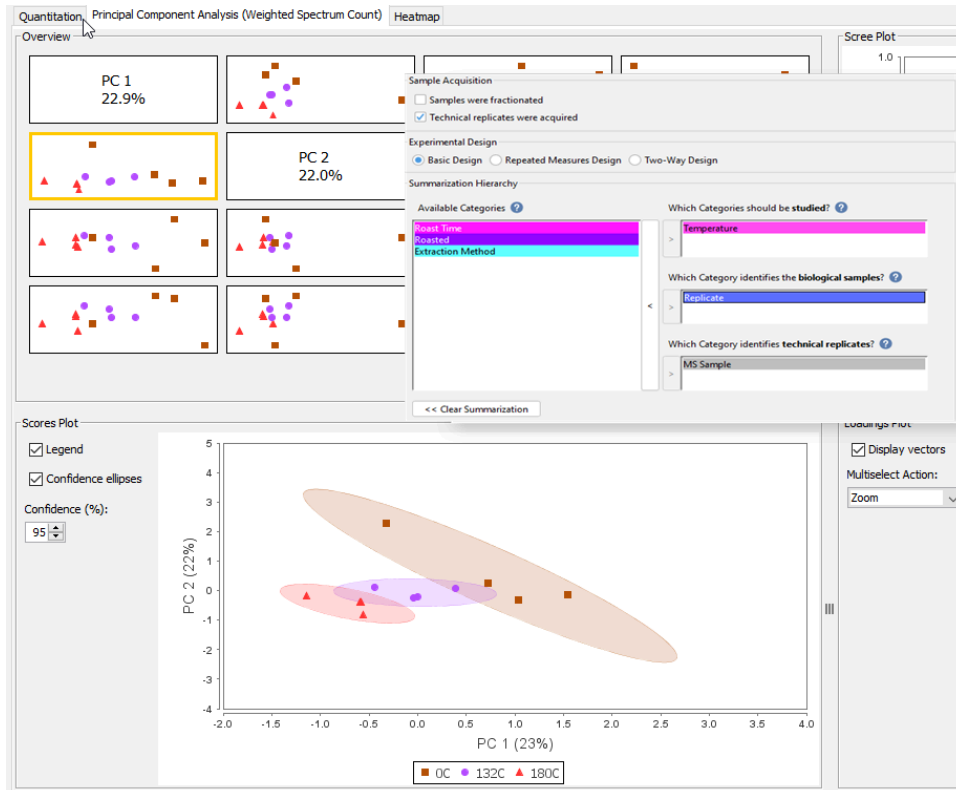 Quantitation Principal Component Analysis (Weighted Spectrum Count) Heatmap
Overview
Scree Plot
1.0
PC 1
22.9%
PC 2
22.0%
Sample Acquisition
Samples were fractionated
Technical replicates were acquired
Experimental Design
Basic Design Repeated Measures Design Two-Way Design
Summarization Hierarchy
Available Categories ?
Roast Time
Roasted
Extraction Method
<
Which Categories should be studied? ?
>
Temperature
Which Category identifies the biological samples? ?
>
Replicate
Which Category identifies technical replicates? ?
>
MS Sample
<< Clear Summarization
Scores Plot
Legend
Confidence ellipses
Confidence (%):
95
5
4
3
2
1
0
-1
-2
-3
-4
PC 2 (22%)
-2.0 -1.5 -1.0 -0.5 0.0 0.5 1.0 1.5 2.0 2.5 3.0 3.5 4.0
PC 1 (23%)
0C 132C 180C
Loadings Plot
Display vectors
Multiselect Action:
Zoom